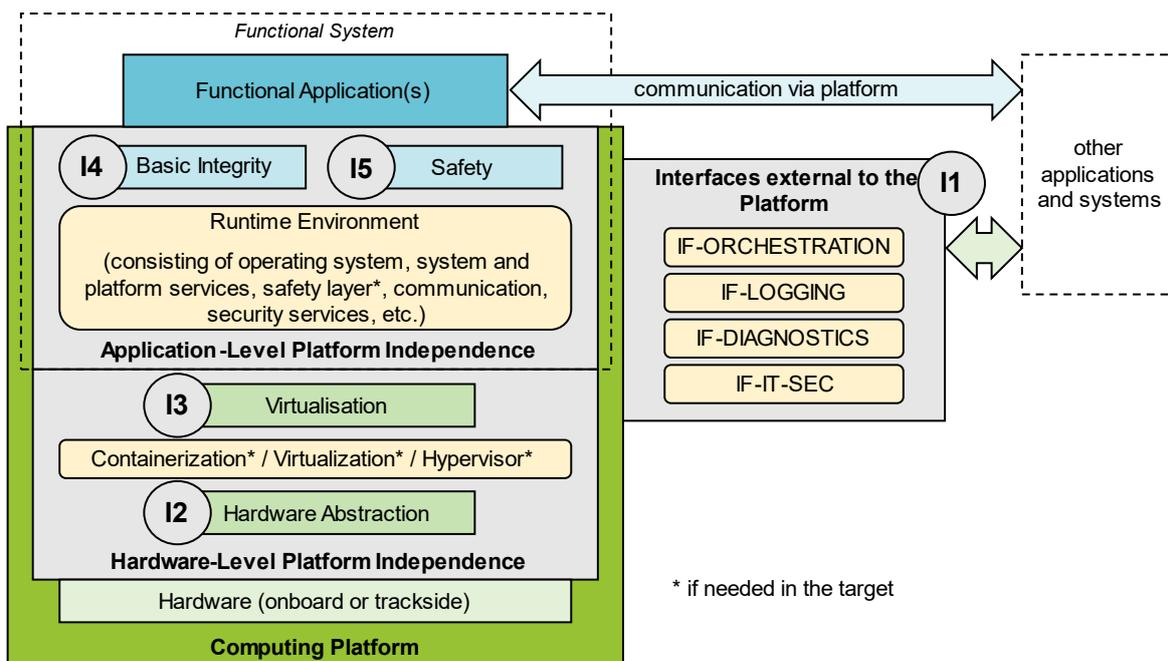 Functional System
Functional Application(s)
communication via platform
other
applications
and systems
I4
Basic Integrity
I5
Safety
Interfaces external to the
Platform
I1
Runtime Environment
(consisting of operating system, system and
platform services, safety layer*, communication,
security services, etc.)
Application-Level Platform Independence
IF-ORCHESTRATION
IF-LOGGING
IF-DIAGNOSTICS
IF-IT-SEC
I3
Virtualisation
Containerization* / Virtualization* / Hypervisor*
I2
Hardware Abstraction
Hardware-Level Platform Independence
Hardware (onboard or trackside)
Computing Platform
* if needed in the target